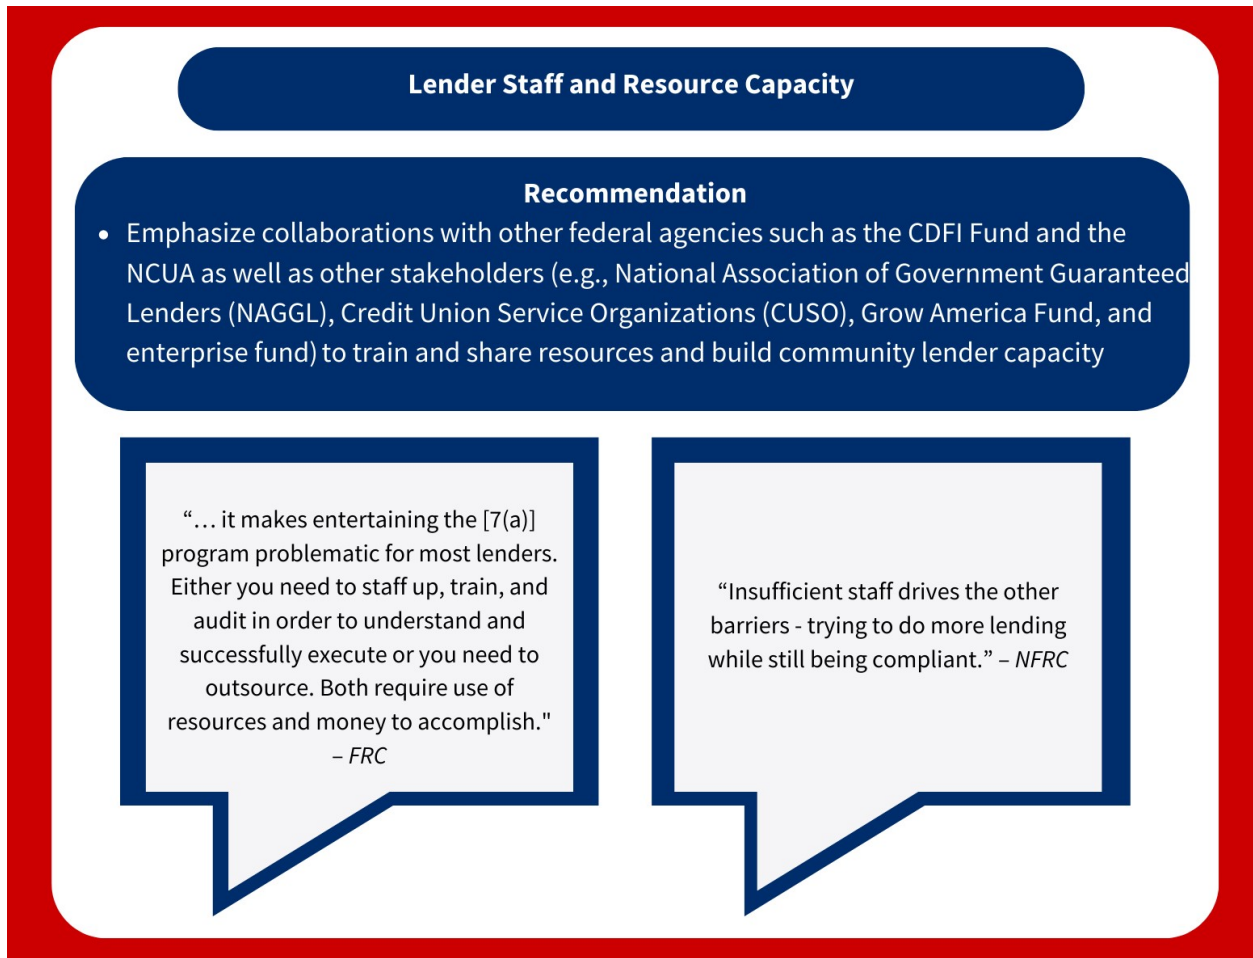 Lender Staff and Resource Capacity
Recommendation
• Emphasize collaborations with other federal agencies such as the CDFI Fund and the
NCUA as well as other stakeholders (e.g., National Association of Government Guaranteed
Lenders (NAGGL), Credit Union Service Organizations (CUSO), Grow America Fund, and
enterprise fund) to train and share resources and build community lender capacity
“… it makes entertaining the [7(a)]
program problematic for most lenders.
Either you need to staff up, train, and
audit in order to understand and
successfully execute or you need to
outsource. Both require use of
resources and money to accomplish."
– FRC
“Insufficient staff drives the other
barriers - trying to do more lending
while still being compliant.” – NFRC